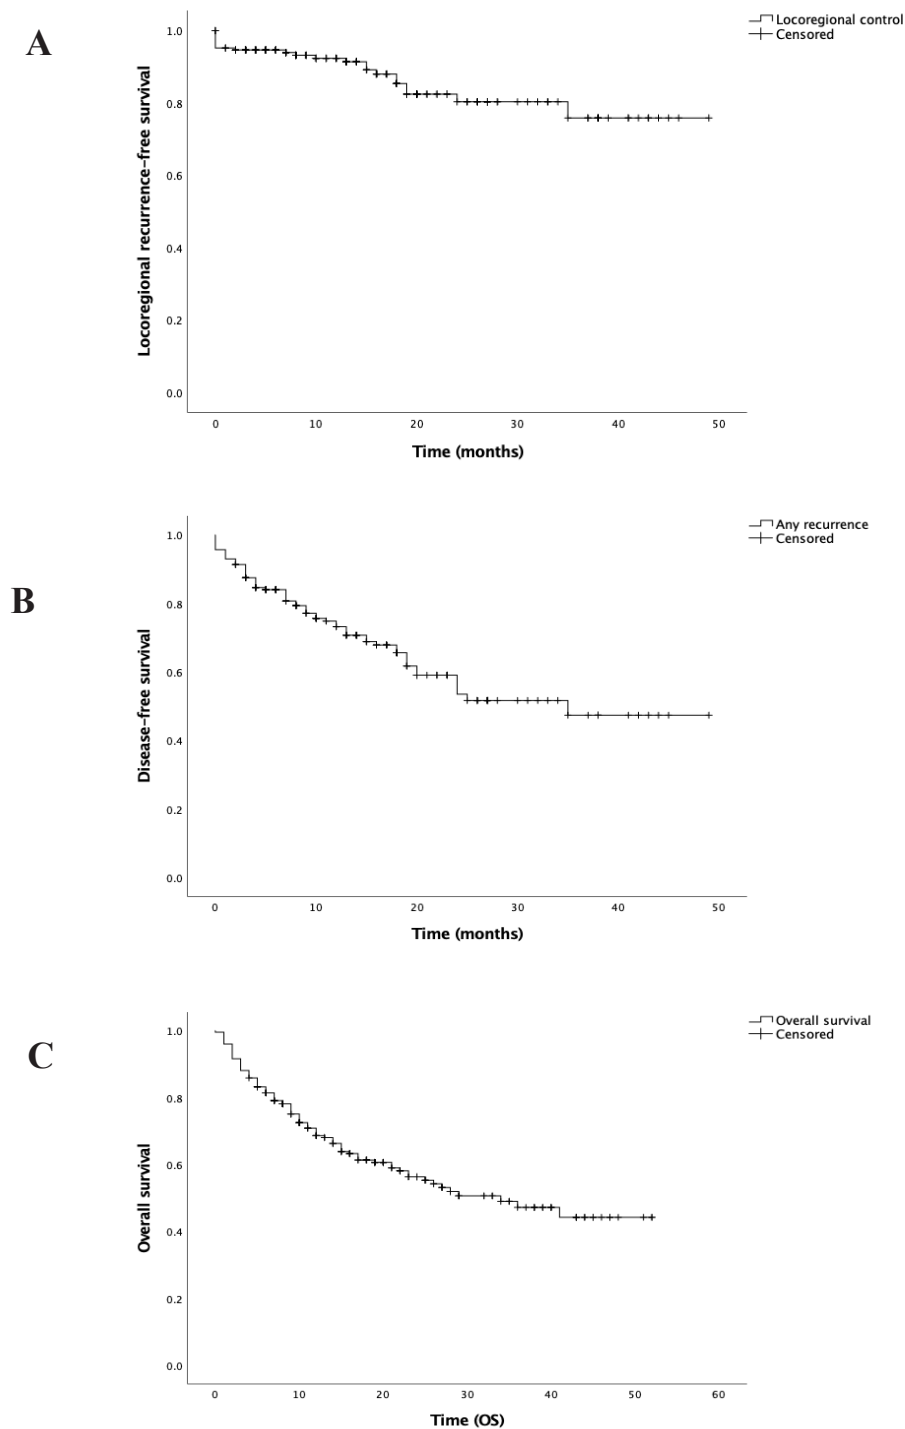 A
Locoregional control
Censored
Locoregional recurrence-free survival
1.0
0.8
0.6
0.4
0.2
0.0
0 10 20 30 40 50
Time (months)
B
Any recurrence
Censored
Disease-free survival
1.0
0.8
0.6
0.4
0.2
0.0
0 10 20 30 40 50
Time (months)
C
Overall survival
Censored
Overall survival
1.0
0.8
0.6
0.4
0.2
0.0
0 10 20 30 40 50 60
Time (OS)